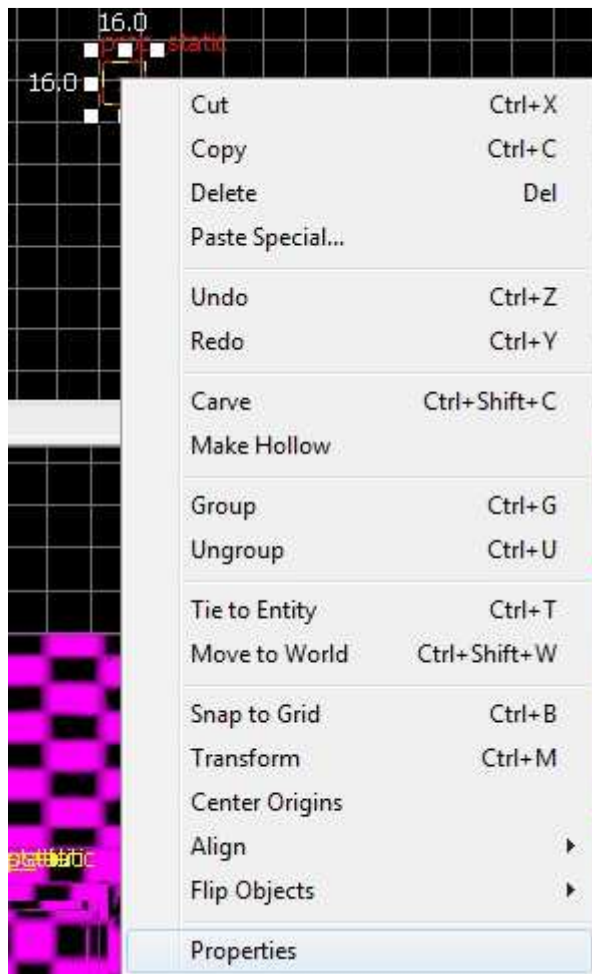 16.0
prop_static
16.0
Cut Ctrl+X
Copy Ctrl+C
Delete Del
Paste Special...
Undo Ctrl+Z
Redo Ctrl+Y
Carve Ctrl+Shift+C
Make Hollow
Group Ctrl+G
Ungroup Ctrl+U
Tie to Entity Ctrl+T
Move to World Ctrl+Shift+W
Snap to Grid Ctrl+B
Transform Ctrl+M
Center Origins
Align
Flip Objects
Properties